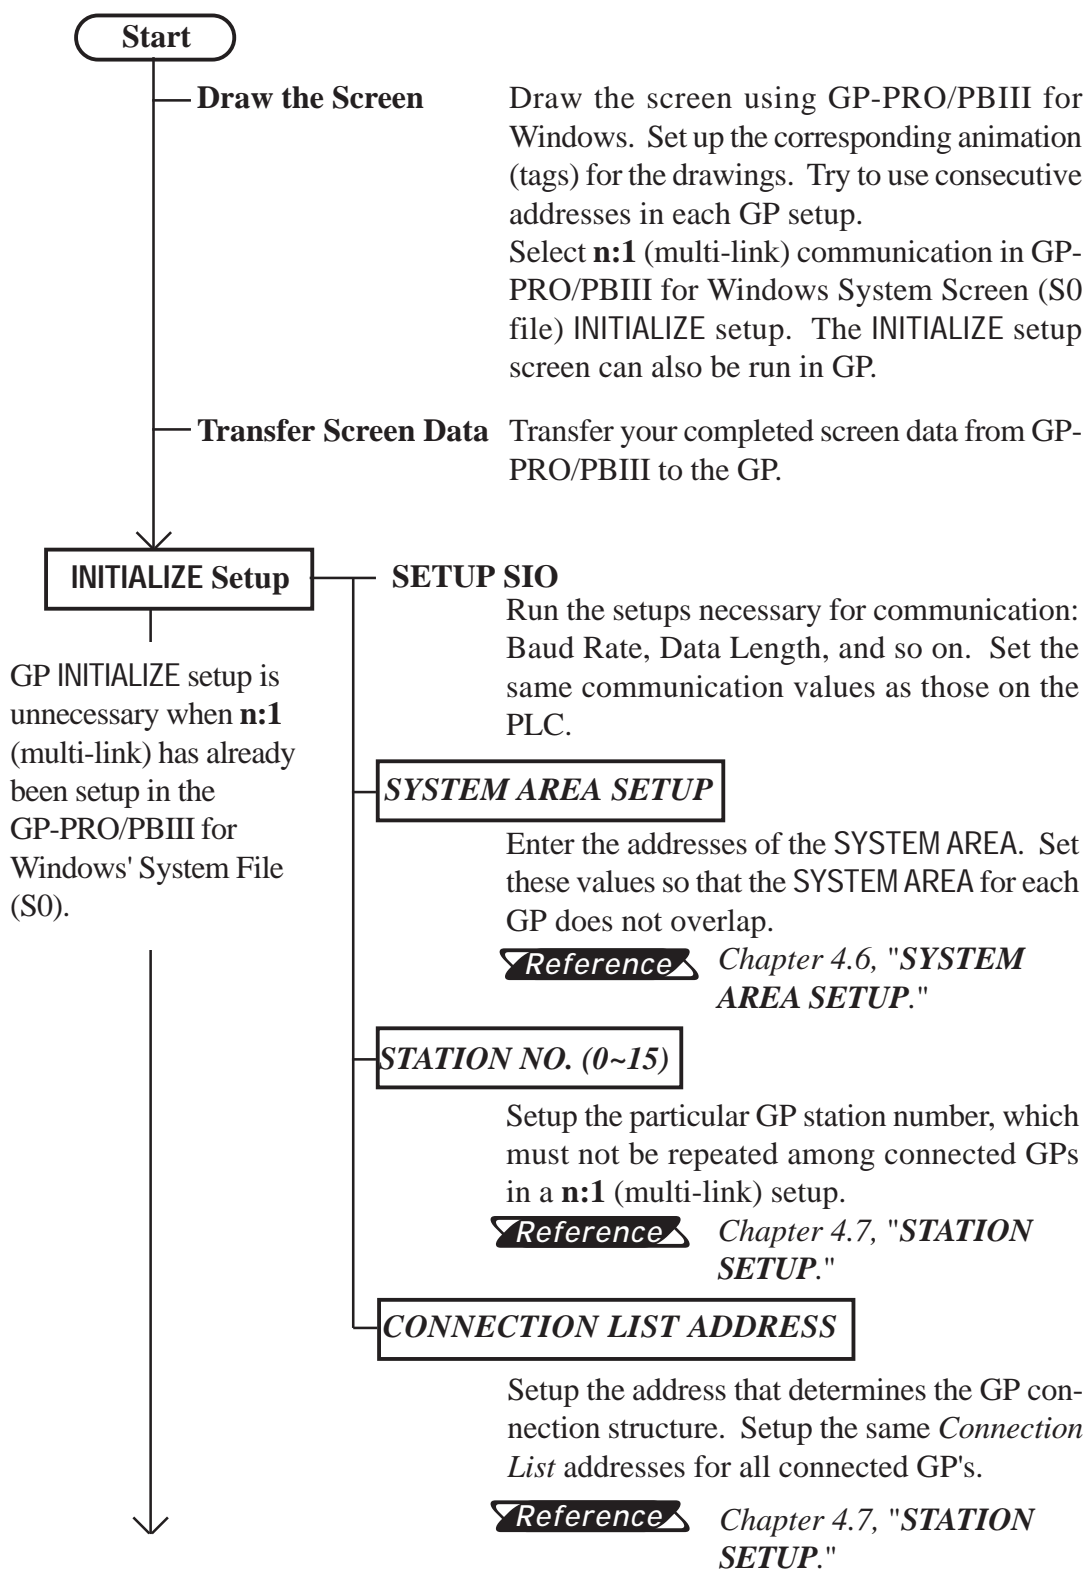 Start
Draw the Screen
Draw the screen using GP-PRO/PBIII for
Windows. Set up the corresponding animation
(tags) for the drawings. Try to use consecutive
addresses in each GP setup.
Select n:1 (multi-link) communication in GP-
PRO/PBIII for Windows System Screen (S0
file) INITIALIZE setup. The INITIALIZE setup
screen can also be run in GP.
Transfer Screen Data
Transfer your completed screen data from GP-
PRO/PBIII to the GP.
INITIALIZE Setup
GP INITIALIZE setup is
unnecessary when n:1
(multi-link) has already
been setup in the
GP-PRO/PBIII for
Windows' System File
(S0).
SETUP SIO
Run the setups necessary for communication:
Baud Rate, Data Length, and so on. Set the
same communication values as those on the
PLC.
SYSTEM AREA SETUP
Enter the addresses of the SYSTEM AREA. Set
these values so that the SYSTEM AREA for each
GP does not overlap.
Reference Chapter 4.6, "SYSTEM
AREA SETUP."
STATION NO. (0~15)
Setup the particular GP station number, which
must not be repeated among connected GPs
in a n:1 (multi-link) setup.
Reference Chapter 4.7, "STATION
SETUP."
CONNECTION LIST ADDRESS
Setup the address that determines the GP con-
nection structure. Setup the same Connection
List addresses for all connected GP's.
Reference Chapter 4.7, "STATION
SETUP."